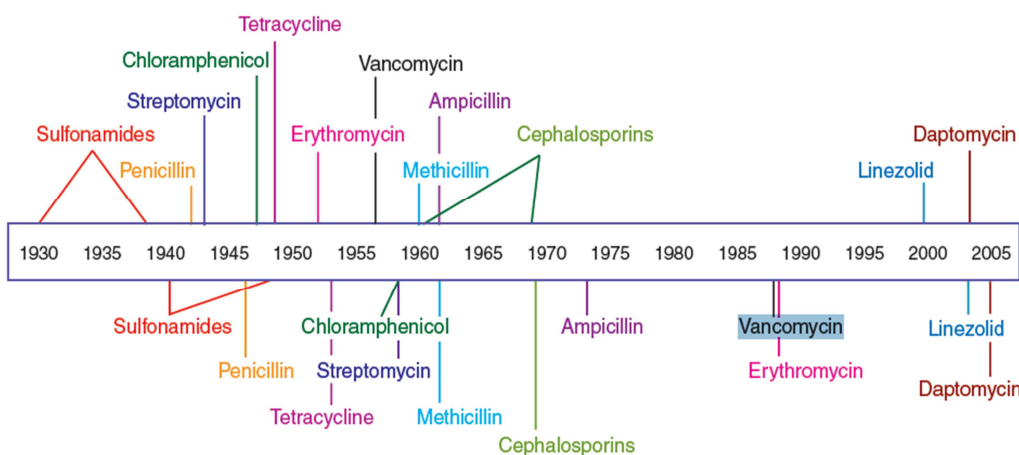 Tetracycline
Chloramphenicol
Vancomycin
Streptomycin
Ampicillin
Sulfonamides
Erythromycin
Cephalosporins
Daptomycin
Penicillin
Methicillin
Linezolid
1930 1935 1940 1945 1950 1955 1960 1965 1970 1975 1980 1985 1990 1995 2000 2005
Sulfonamides
Chloramphenicol
Ampicillin
Vancomycin
Linezolid
Penicillin
Streptomycin
Erythromycin
Daptomycin
Tetracycline
Methicillin
Cephalosporins